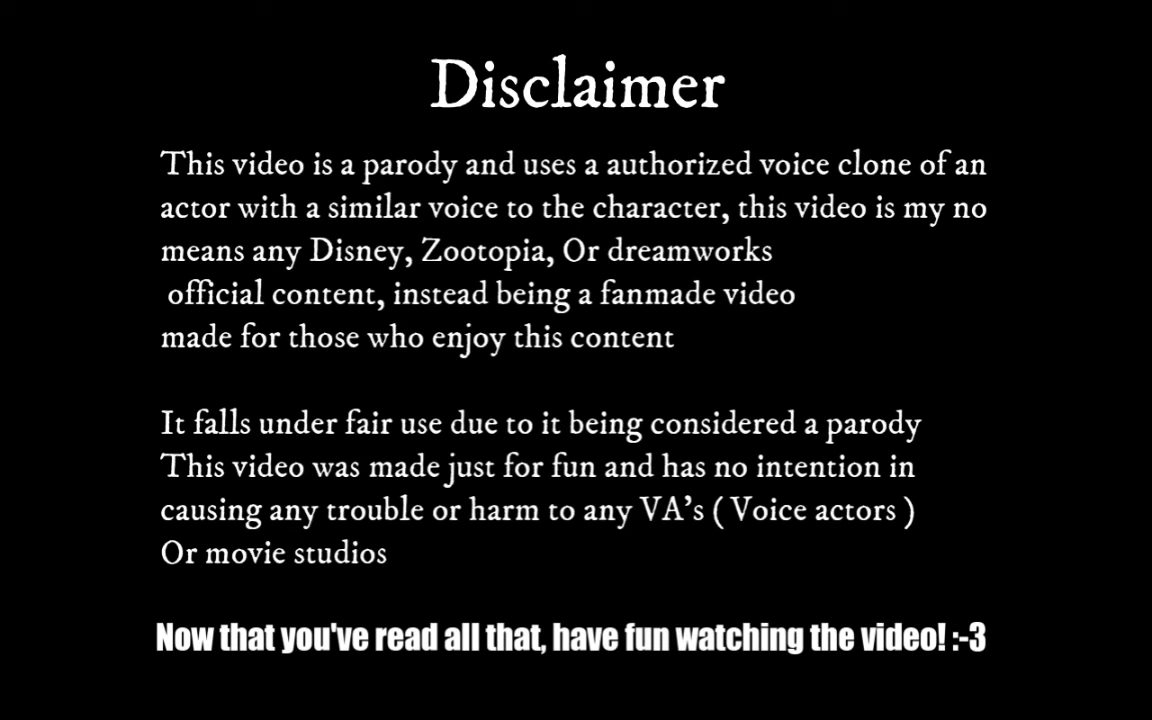 Disclaimer
This video is a parody and uses a authorized voice clone of an
actor with a similar voice to the character, this video is my no
means any Disney, Zootopia, Or dreamworks
official content, instead being a fanmade video
made for those who enjoy this content
It falls under fair use due to it being considered a parody
This video was made just for fun and has no intention in
causing any trouble or harm to any VA's ( Voice actors )
Or movie studios
Now that you've read all that, have fun watching the video! :-3